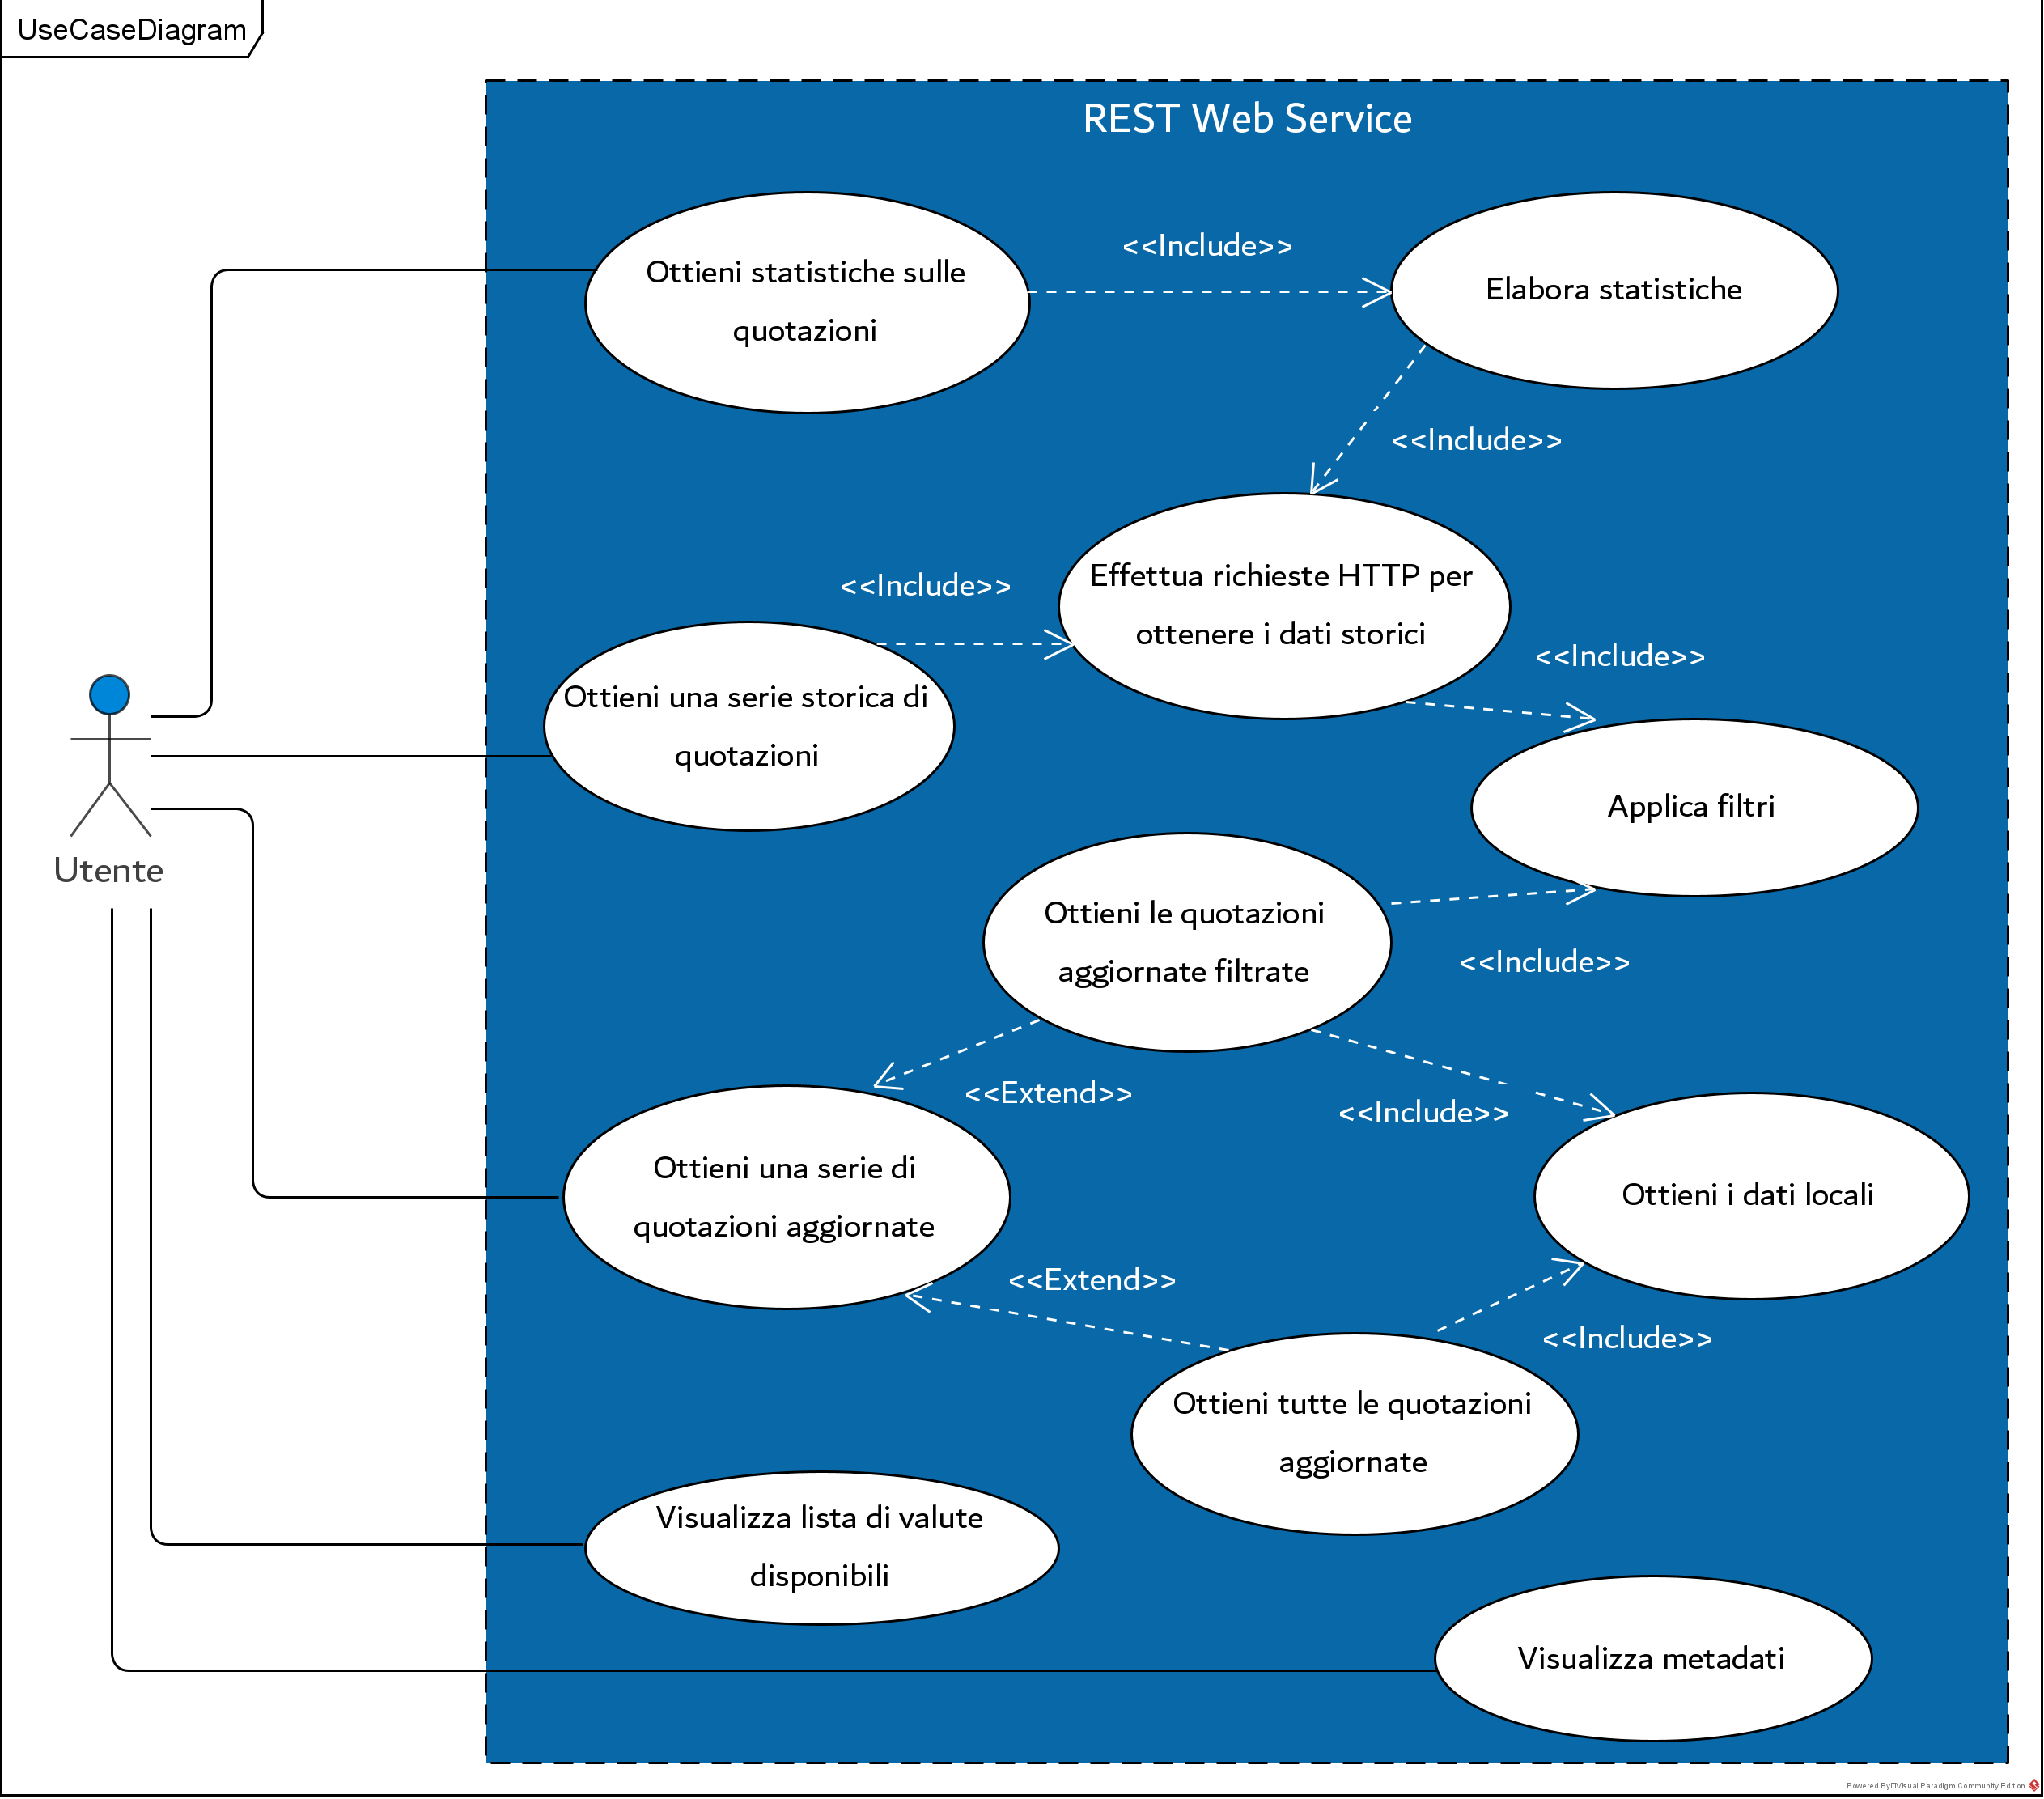 UseCaseDiagram
REST Web Service
Ottieni statistiche sulle
quotazioni
<<Include>>
Elabora statistiche
<<Include>>
Effettua richieste HTTP per
ottenere i dati storici
<<Include>>
Ottieni una serie storica di
quotazioni
<<Include>>
Applica filtri
Utente
Ottieni le quotazioni
aggiornate filtrate
<<Include>>
<<Extend>>
<<Include>>
Ottieni una serie di
quotazioni aggiornate
Ottieni i dati locali
<<Extend>>
<<Include>>
Ottieni tutte le quotazioni
aggiornate
Visualizza lista di valute
disponibili
Visualizza metadati
Powered By Visual Paradigm Community Edition